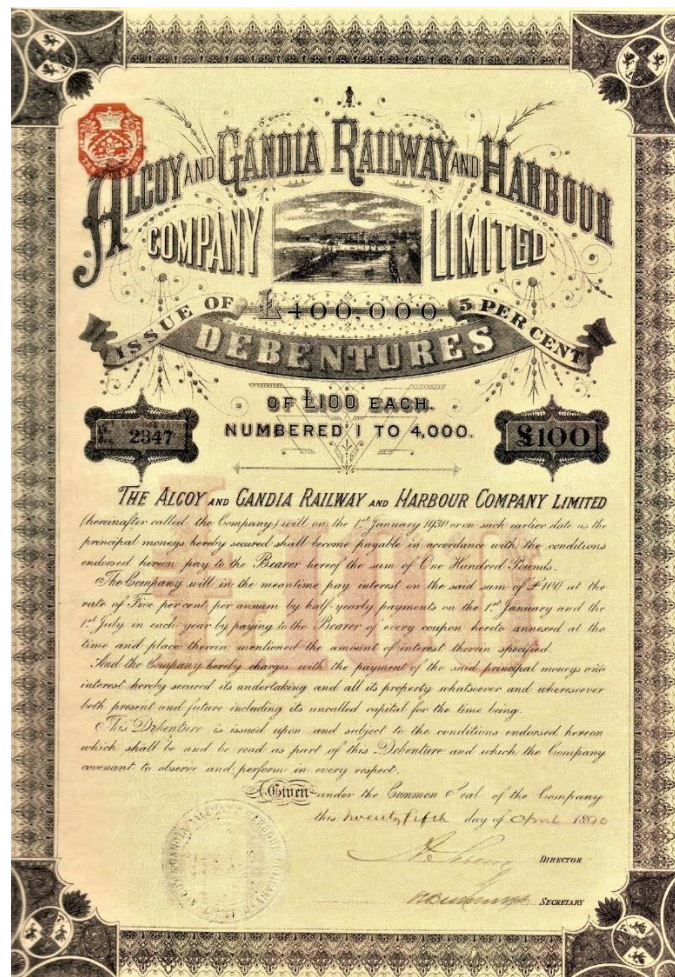 ALCOY AND GANDIA RAILWAY AND HARBOUR
COMPANY LIMITED
ISSUE OF £400,000 5 PER CENT
DEBENTURES
OF £100 EACH.
NUMBERED 1 TO 4,000.
2347 £100
THE ALCOY AND GANDIA RAILWAY AND HARBOUR COMPANY LIMITED
(hereinafter called the Company) will on the 1st January 1930 or on such earlier date as the
principal moneys hereby secured shall become payable in accordance with the conditions
endorsed hereon pay to the Bearer hereof the sum of One Hundred Pounds.
The Company will in the meantime pay interest on the said sum of £100 at the
rate of Five per cent per annum by half-yearly payments on the 1st January and the
1st July in each year by paying to the Bearer of every coupon hereto annexed at the
time and place therein mentioned the amount of interest therein specified.
And the Company hereby charges with the payment of the said principal moneys and
interest hereby secured its undertaking and all its property whatsoever and wheresoever
both present and future including its uncalled capital for the time being.
This Debenture is issued upon and subject to the conditions endorsed hereon
which shall be and be read as part of this Debenture and which the Company
covenant to observe and perform in every respect.
Given under the Common Seal of the Company
this twenty fifth day of April 1890
DIRECTOR
SECRETARY